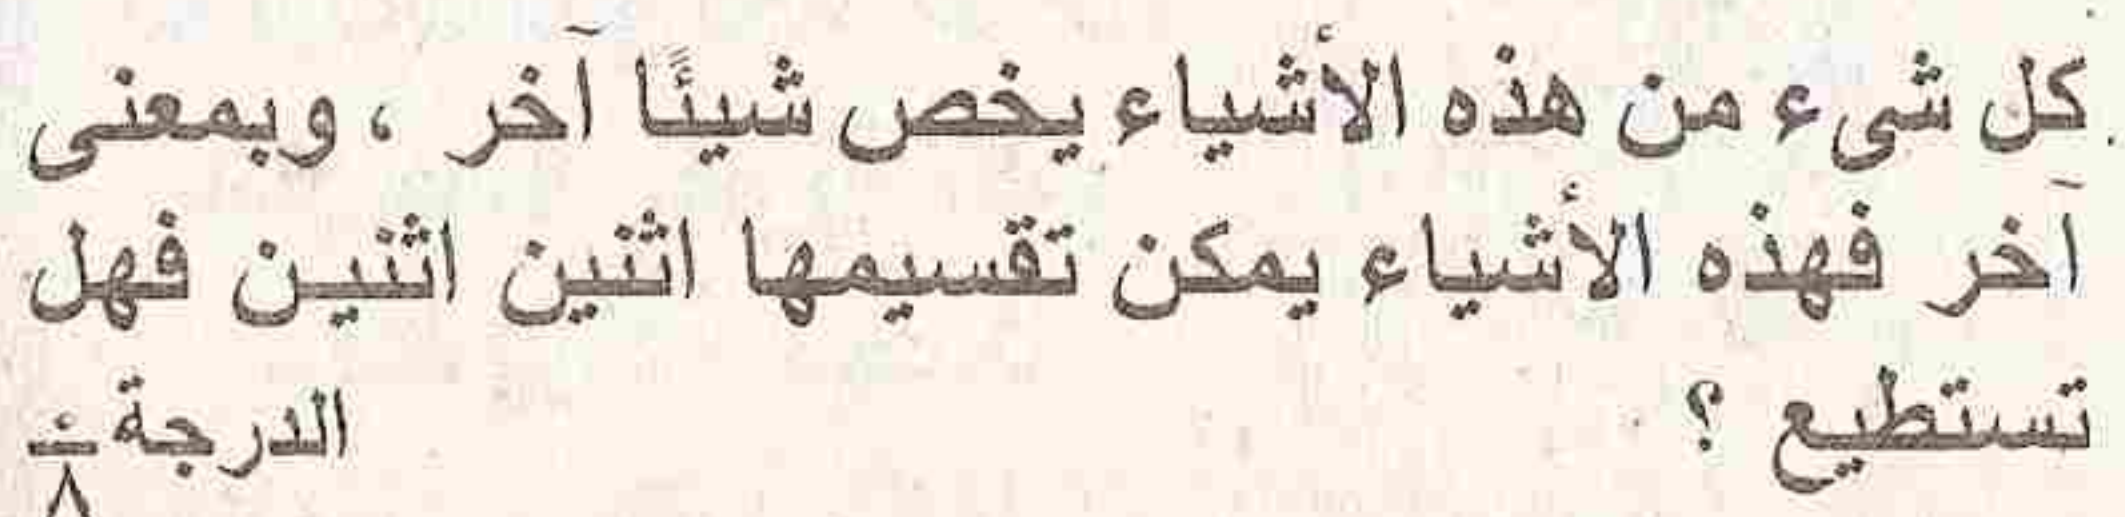 كل شىء من هذه الأشياء يخص شيئًا آخر ، وبمعنى
آخر فهذه الأشياء يمكن تقسيمها اثنين اثنين فهل
تستطيع ؟ الدرجة ـ
٨